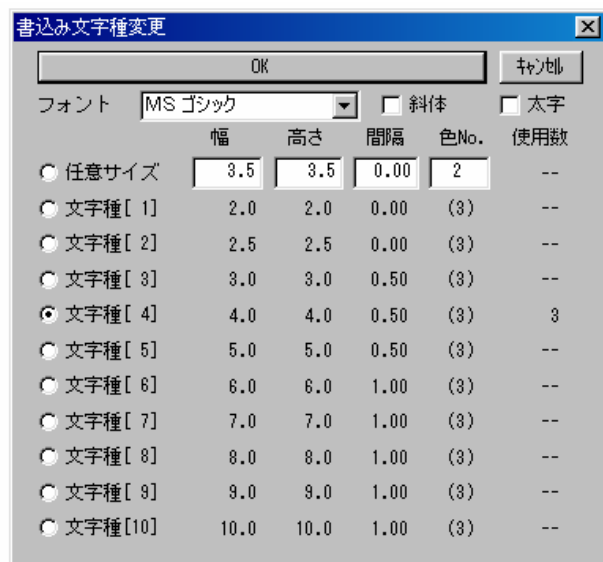 書込み文字種変更
OK キャンセル
フォント MS ゴシック 斜体 太字
幅 高さ 間隔 色No. 使用数
任意サイズ 3.5 3.5 0.00 2 --
文字種[ 1] 2.0 2.0 0.00 (3) --
文字種[ 2] 2.5 2.5 0.00 (3) --
文字種[ 3] 3.0 3.0 0.50 (3) --
文字種[ 4] 4.0 4.0 0.50 (3) 3
文字種[ 5] 5.0 5.0 0.50 (3) --
文字種[ 6] 6.0 6.0 1.00 (3) --
文字種[ 7] 7.0 7.0 1.00 (3) --
文字種[ 8] 8.0 8.0 1.00 (3) --
文字種[ 9] 9.0 9.0 1.00 (3) --
文字種[10] 10.0 10.0 1.00 (3) --